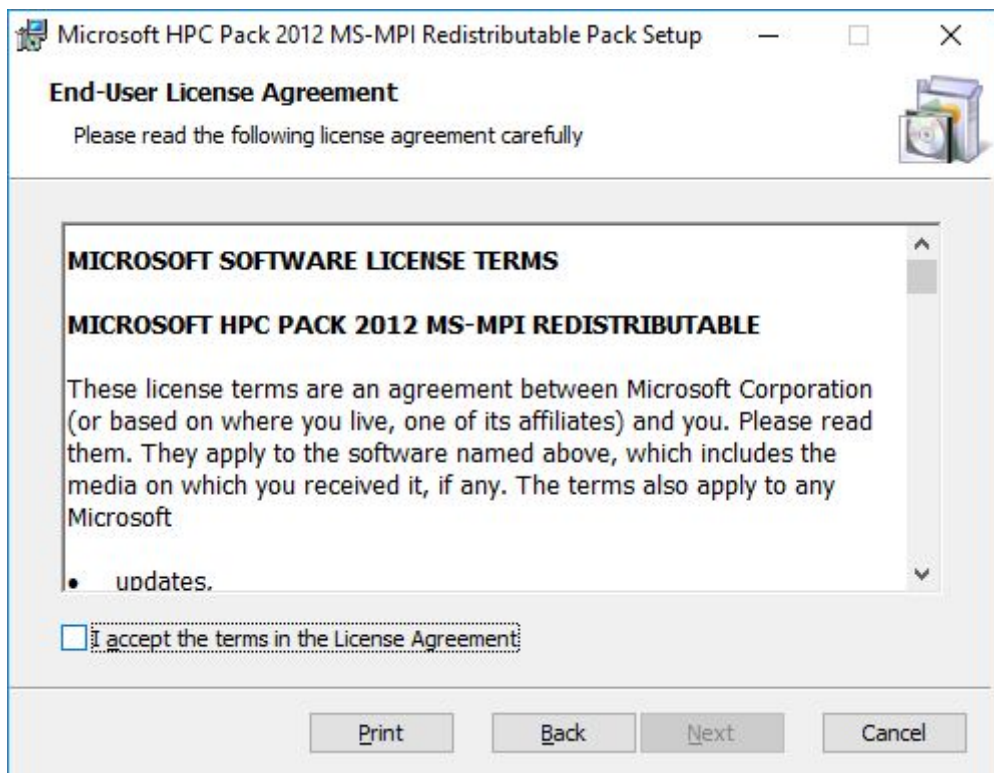 Microsoft HPC Pack 2012 MS-MPI Redistributable Pack Setup
End-User License Agreement
Please read the following license agreement carefully
MICROSOFT SOFTWARE LICENSE TERMS
MICROSOFT HPC PACK 2012 MS-MPI REDISTRIBUTABLE
These license terms are an agreement between Microsoft Corporation
(or based on where you live, one of its affiliates) and you. Please read
them. They apply to the software named above, which includes the
media on which you received it, if any. The terms also apply to any
Microsoft
• updates,
I accept the terms in the License Agreement
Print Back Next Cancel